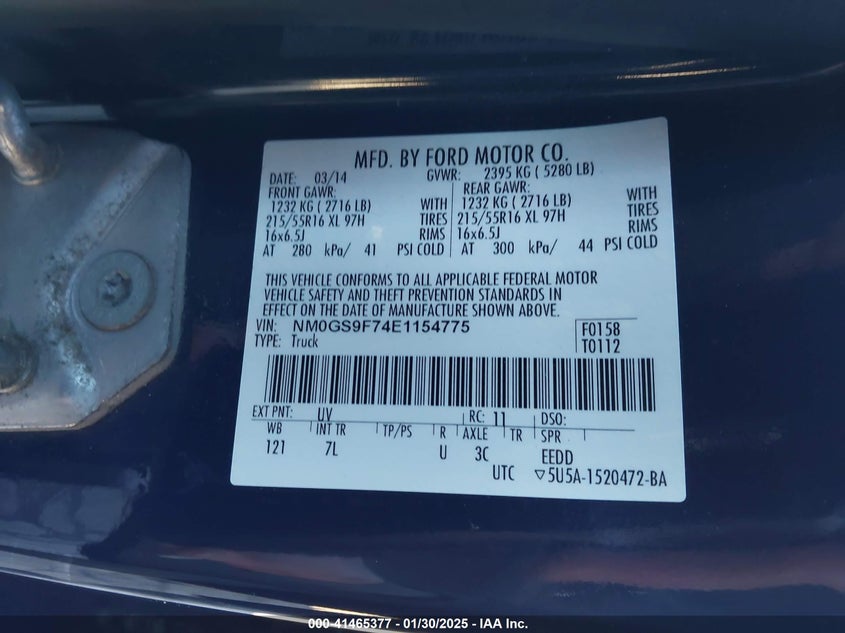 MFD. BY FORD MOTOR CO.
DATE: 03/14 GVWR: 2395 KG ( 5280 LB)
FRONT GAWR: REAR GAWR:
1232 KG ( 2716 LB) WITH 1232 KG ( 2716 LB) WITH
215/55R16 XL 97H TIRES 215/55R16 XL 97H TIRES
16x6.5J RIMS 16x6.5J RIMS
AT 280 kPa/ 41 PSI COLD AT 300 kPa/ 44 PSI COLD
THIS VEHICLE CONFORMS TO ALL APPLICABLE FEDERAL MOTOR
VEHICLE SAFETY AND THEFT PREVENTION STANDARDS IN
EFFECT ON THE DATE OF MANUFACTURE SHOWN ABOVE.
VIN: NM0GS9F74E1154775 F0158
TYPE: Truck T0112
EXT PNT: UV RC: 11 DSO:
WB INT TR TP/PS R AXLE TR SPR
121 7L U 3C EEDD
UTC ▽5U5A-1520472-BA
000-41465377 - 01/30/2025 - IAA Inc.